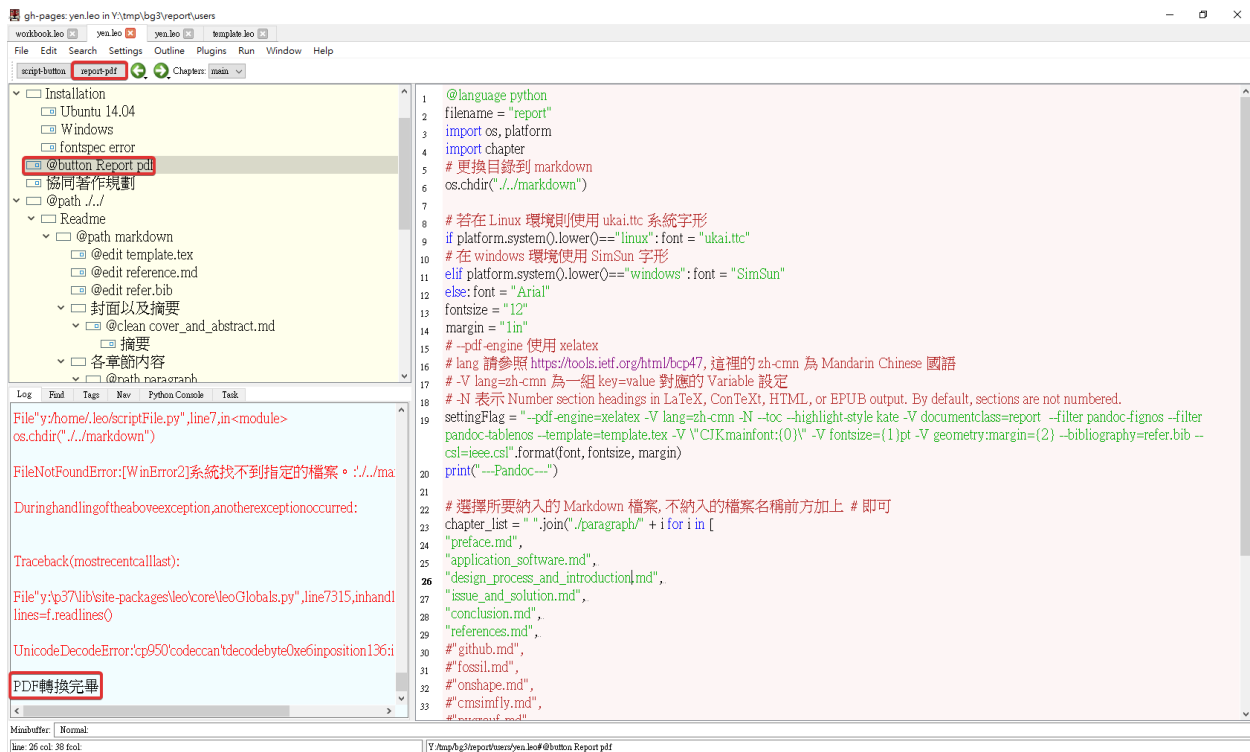 gh-pages: yen.leo in Y:\tmp\bg3\report\users
workbook.leo yen.leo yen.leo template.leo
File Edit Search Settings Outline Plugins Run Window Help
script-button report-pdf Chapters: main
Installation
Ubuntu 14.04
Windows
fontspec error
@button Report pdf
協同著作規劃
@path ./../
Readme
@path markdown
@edit template.tex
@edit reference.md
@edit refer.bib
封面以及摘要
@clean cover_and_abstract.md
摘要
各章節內容
@path paragraph
Log Find Tags Nav Python Console Task
File"y:/home/.leo/scriptFile.py",line7,in<module>
os.chdir("./../markdown")
FileNotFoundError:[WinError2]系統找不到指定的檔案。:'./../ma
Duringhandlingoftheaboveexception,anotherexceptionoccurred:
Traceback(mostrecentcalllast):
File"y:\p37\lib\site-packages\leo\core\leoGlobals.py",line7315,inhandl
lines=f.readlines()
UnicodeDecodeError:'cp950'codeccan'tdecodebyte0xe6inposition136:i
PDF轉換完畢
1 @language python
2 filename = "report"
3 import os, platform
4 import chapter
5 # 更換目錄到 markdown
6 os.chdir("./../markdown")
7
8 # 若在 Linux 環境則使用 ukai.ttc 系統字形
9 if platform.system().lower()=="linux": font = "ukai.ttc"
10 # 在 windows 環境使用 SimSun 字形
11 elif platform.system().lower()=="windows": font = "SimSun"
12 else: font = "Arial"
13 fontsize = "12"
14 margin = "1in"
15 # --pdf-engine 使用 xelatex
16 # lang 請參照 https://tools.ietf.org/html/bcp47, 這裡的 zh-cmn 為 Mandarin Chinese 國語
17 # -V lang=zh-cmn 為一組 key=value 對應的 Variable 設定
18 # -N 表示 Number section headings in LaTeX, ConTeXt, HTML, or EPUB output. By default, sections are not numbered.
19 settingFlag = "--pdf-engine=xelatex -V lang=zh-cmn -N --toc --highlight-style kate -V documentclass=report --filter pandoc-fignos --filter
pandoc-tablenos --template=template.tex -V \"CJKmainfont:{0}\" -V fontsize={1}pt -V geometry:margin={2} --bibliography=refer.bib --
csl=ieee.csl".format(font, fontsize, margin)
20 print("---Pandoc---")
21
22 # 選擇所要納入的 Markdown 檔案, 不納入的檔案名稱前方加上 # 即可
23 chapter_list = " ".join("./paragraph/" + i for i in [
24 "preface.md",
25 "application_software.md",
26 "design_process_and_introduction.md",
27 "issue_and_solution.md",
28 "conclusion.md",
29 "references.md",
30 #"github.md",
31 #"fossil.md",
32 #"onshape.md",
33 #"cmsimfly.md",
Minibuffer: Normal:
line: 26 col: 38 fcol:
Y:/tmp/bg3/report/users/yen.leo#@button Report pdf